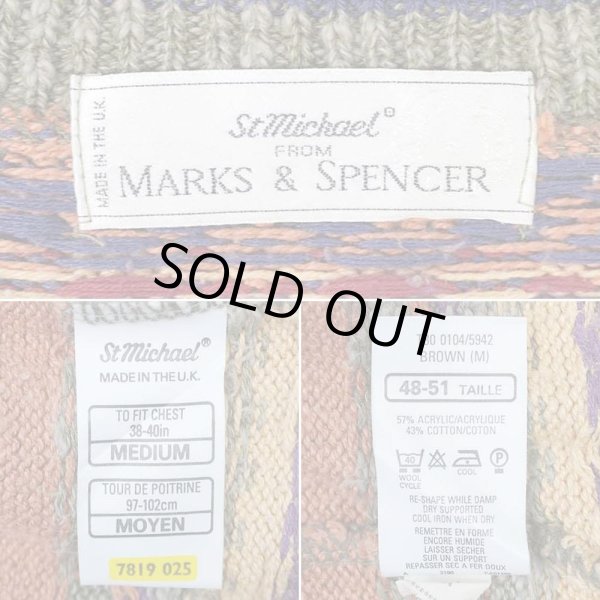 MADE IN THE U.K.
St Michael®
FROM
MARKS & SPENCER
SOLD OUT
St Michael®
MADE IN THE U.K.
TO FIT CHEST
38-40in
MEDIUM
TOUR DE POITRINE
97-102cm
MOYEN
7819 025
0104/5942
BROWN (M)
48-51 TAILLE
57% ACRYLIC/ACRYLIQUE
43% COTTON/COTON
40
WOOL
CYCLE
COOL
P
RE-SHAPE WHILE DAMP
DRY SUPPORTED
COOL IRON WHEN DRY
REMETTRE EN FORME
ENCORE HUMIDE
LAISSER SECHER
SUR UN SUPPORT
REPASSER SEC A FER DOUX